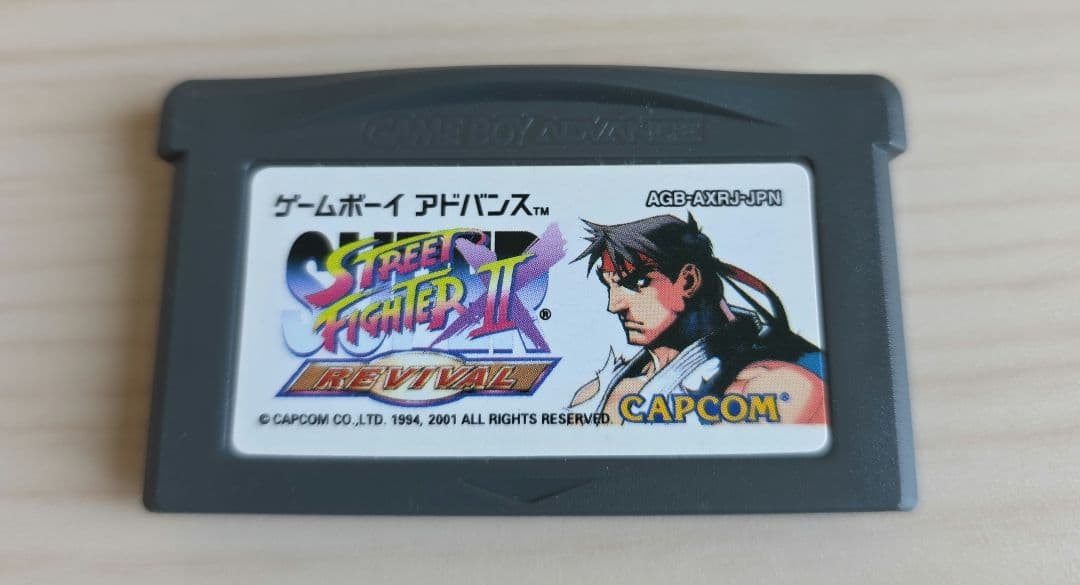 GAME BOY ADVANCE
ゲームボーイ アドバンス™
AGB-AXRJ-JPN
SUPER
STREET
FIGHTER II X®
REVIVAL
© CAPCOM CO.,LTD. 1994, 2001 ALL RIGHTS RESERVED.
CAPCOM®